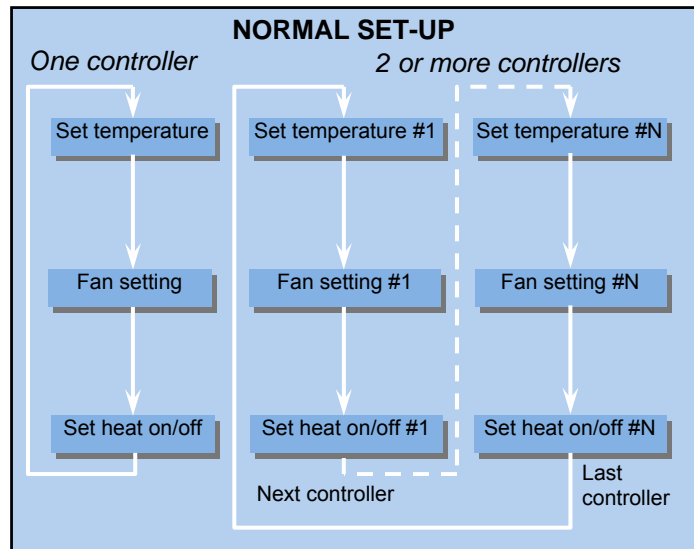 NORMAL SET-UP
One controller
2 or more controllers
Set temperature
Set temperature #1
Set temperature #N
Fan setting
Fan setting #1
Fan setting #N
Set heat on/off
Set heat on/off #1
Set heat on/off #N
Next controller
Last
controller